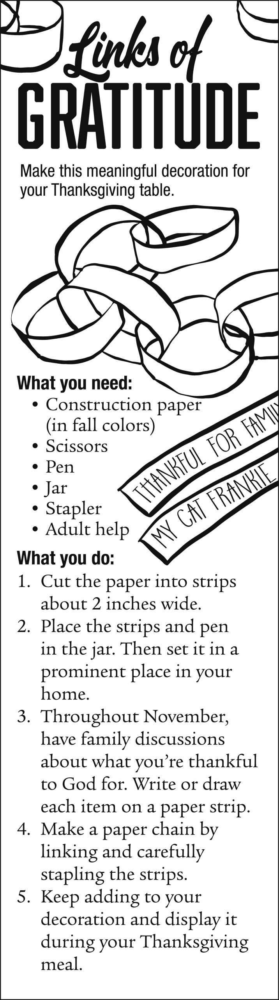 Links of
GRATITUDE
Make this meaningful decoration for
your Thanksgiving table.
What you need:
• Construction paper
(in fall colors)
• Scissors
• Pen
• Jar
• Stapler
• Adult help
THANKFUL FOR FAMILY
MY CAT FRANKIE
What you do:
1. Cut the paper into strips
about 2 inches wide.
2. Place the strips and pen
in the jar. Then set it in a
prominent place in your
home.
3. Throughout November,
have family discussions
about what you’re thankful
to God for. Write or draw
each item on a paper strip.
4. Make a paper chain by
linking and carefully
stapling the strips.
5. Keep adding to your
decoration and display it
during your Thanksgiving
meal.